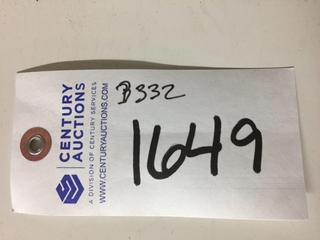 CENTURY
AUCTIONS
A DIVISION OF CENTURY SERVICES
WWW.CENTURYAUCTIONS.COM
B332
1649